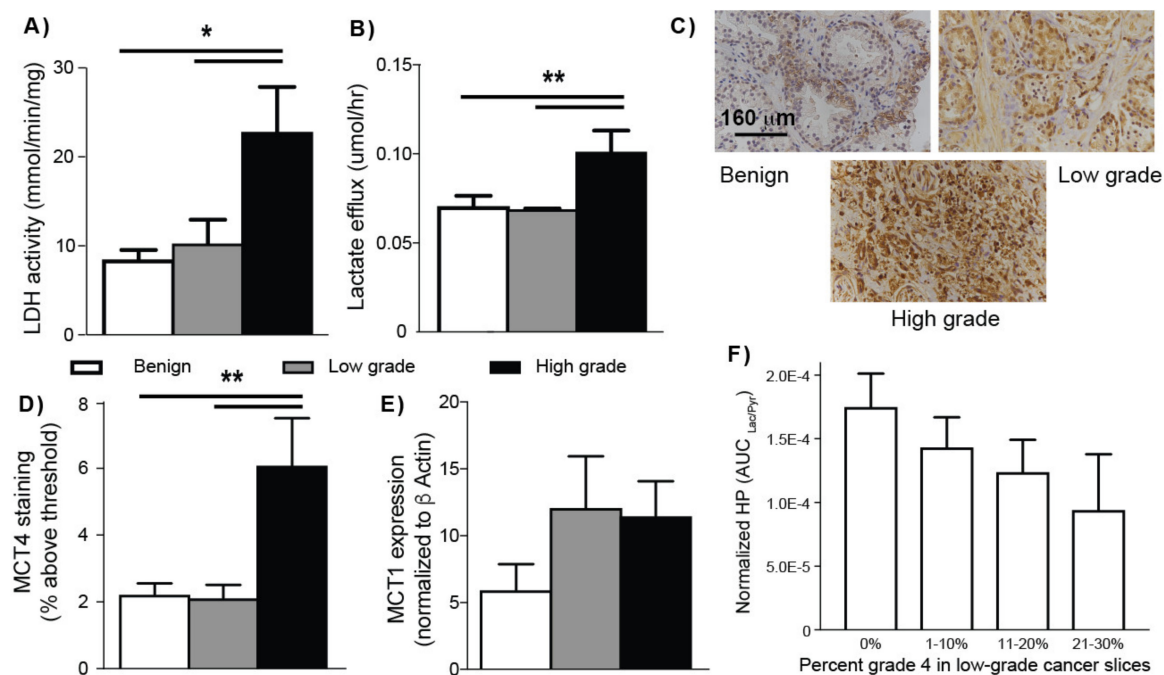 A)
*
LDH activity (mmol/min/mg)
30
20
10
0
B)
**
Lactate efflux (umol/hr)
0.15
0.10
0.05
0.00
C)
160 µm
Benign
Low grade
High grade
Benign
Low grade
High grade
D)
**
MCT4 staining
(% above threshold)
8
6
4
2
0
E)
MCT1 expression
(normalized to β Actin)
20
15
10
5
0
F)
Normalized HP (AUC Lac/Pyr)
2.0E-4
1.5E-4
1.0E-4
5.0E-5
0
0% 1-10% 11-20% 21-30%
Percent grade 4 in low-grade cancer slices